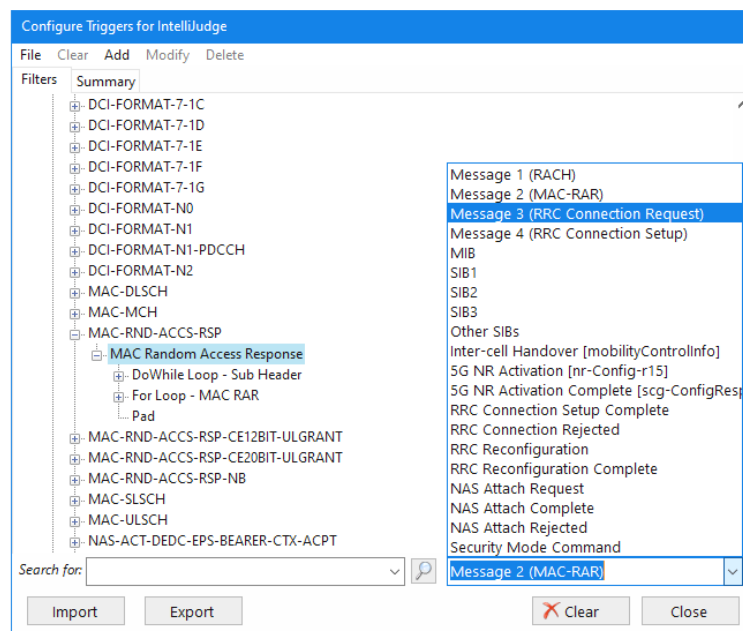 Configure Triggers for IntelliJudge
File Clear Add Modify Delete
Filters Summary
DCI-FORMAT-7-1C
DCI-FORMAT-7-1D
DCI-FORMAT-7-1E
DCI-FORMAT-7-1F
DCI-FORMAT-7-1G
DCI-FORMAT-N0
DCI-FORMAT-N1
DCI-FORMAT-N1-PDCCH
DCI-FORMAT-N2
MAC-DLSCH
MAC-MCH
MAC-RND-ACCS-RSP
MAC Random Access Response
DoWhile Loop - Sub Header
For Loop - MAC RAR
Pad
MAC-RND-ACCS-RSP-CE12BIT-ULGRANT
MAC-RND-ACCS-RSP-CE20BIT-ULGRANT
MAC-RND-ACCS-RSP-NB
MAC-SLSCH
MAC-ULSCH
NAS-ACT-DEDC-EPS-BEARER-CTX-ACPT
Message 1 (RACH)
Message 2 (MAC-RAR)
Message 3 (RRC Connection Request)
Message 4 (RRC Connection Setup)
MIB
SIB1
SIB2
SIB3
Other SIBs
Inter-cell Handover [mobilityControlInfo]
5G NR Activation [nr-Config-r15]
5G NR Activation Complete [scg-ConfigResp
RRC Connection Setup Complete
RRC Connection Rejected
RRC Reconfiguration
RRC Reconfiguration Complete
NAS Attach Request
NAS Attach Complete
NAS Attach Rejected
Security Mode Command
Search for:
Message 2 (MAC-RAR)
Import Export Clear Close